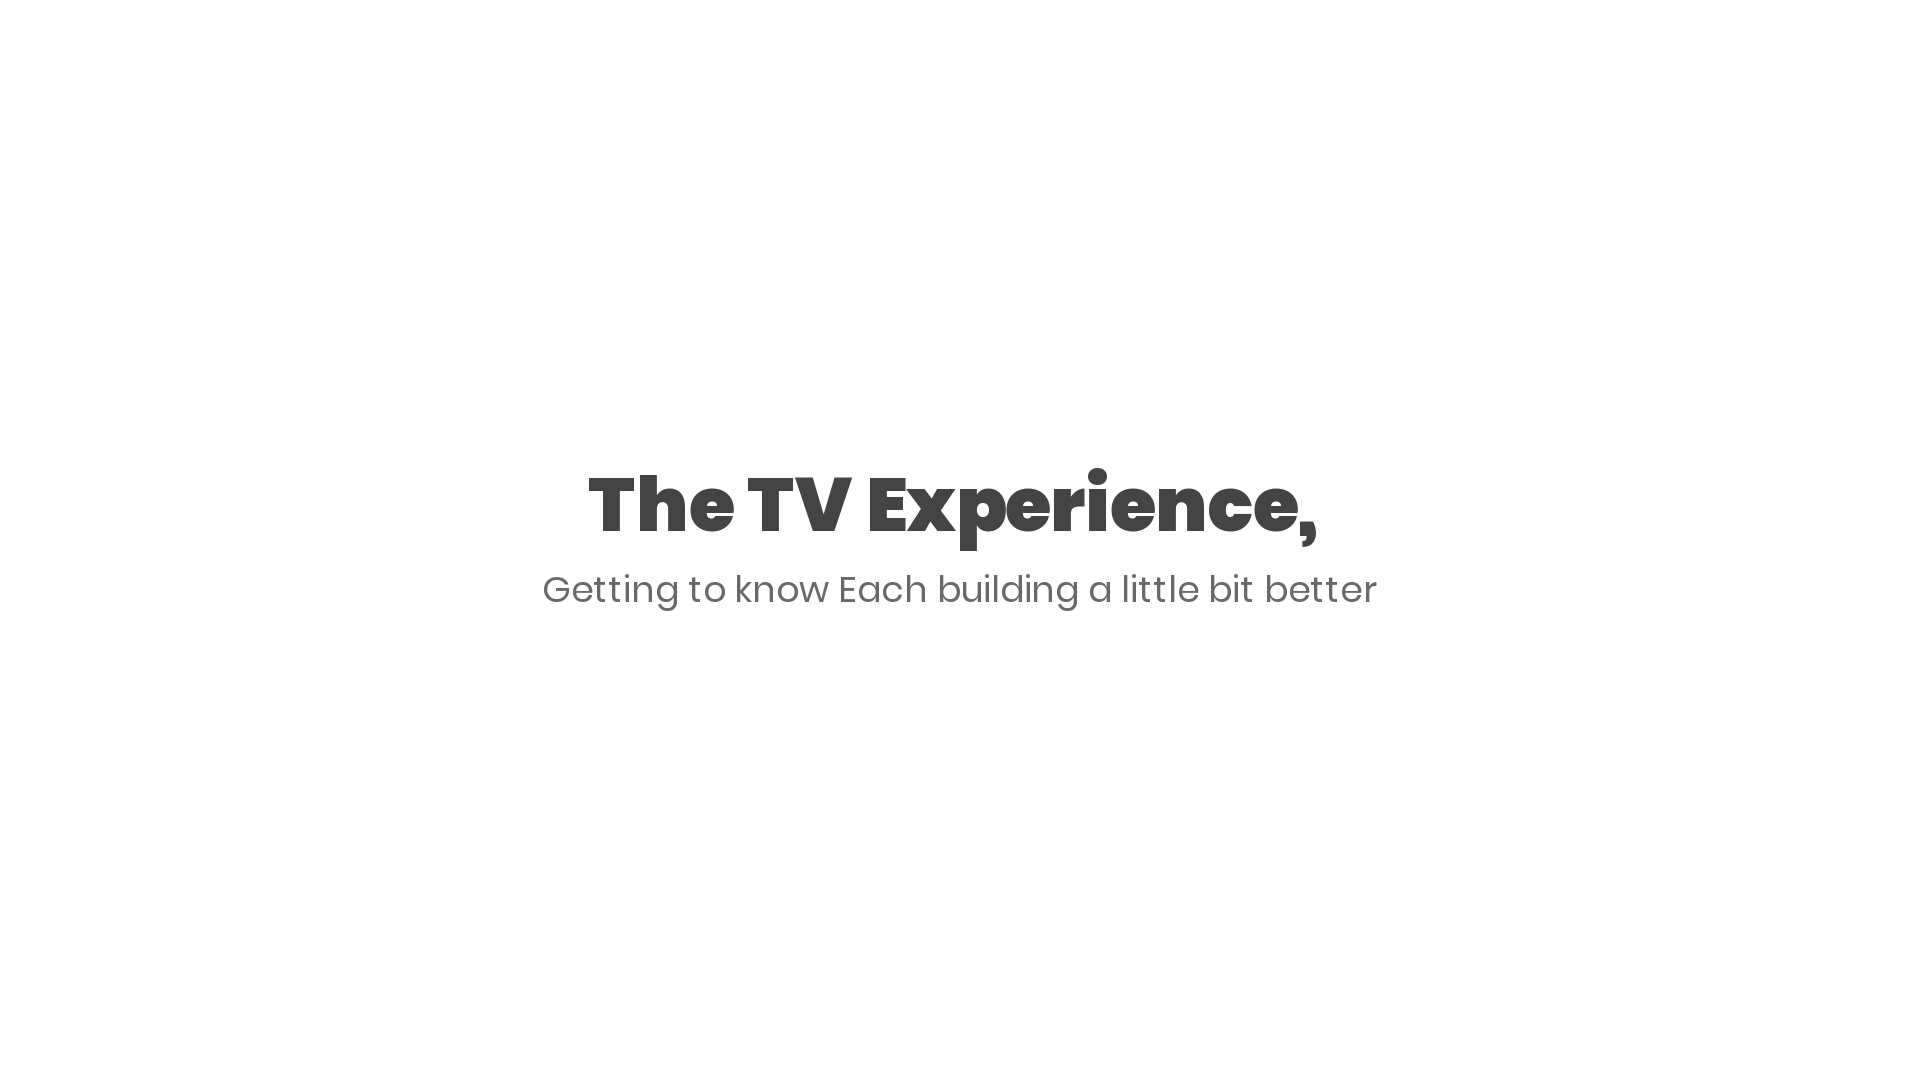 The TV Experience,
Getting to know Each building a little bit better